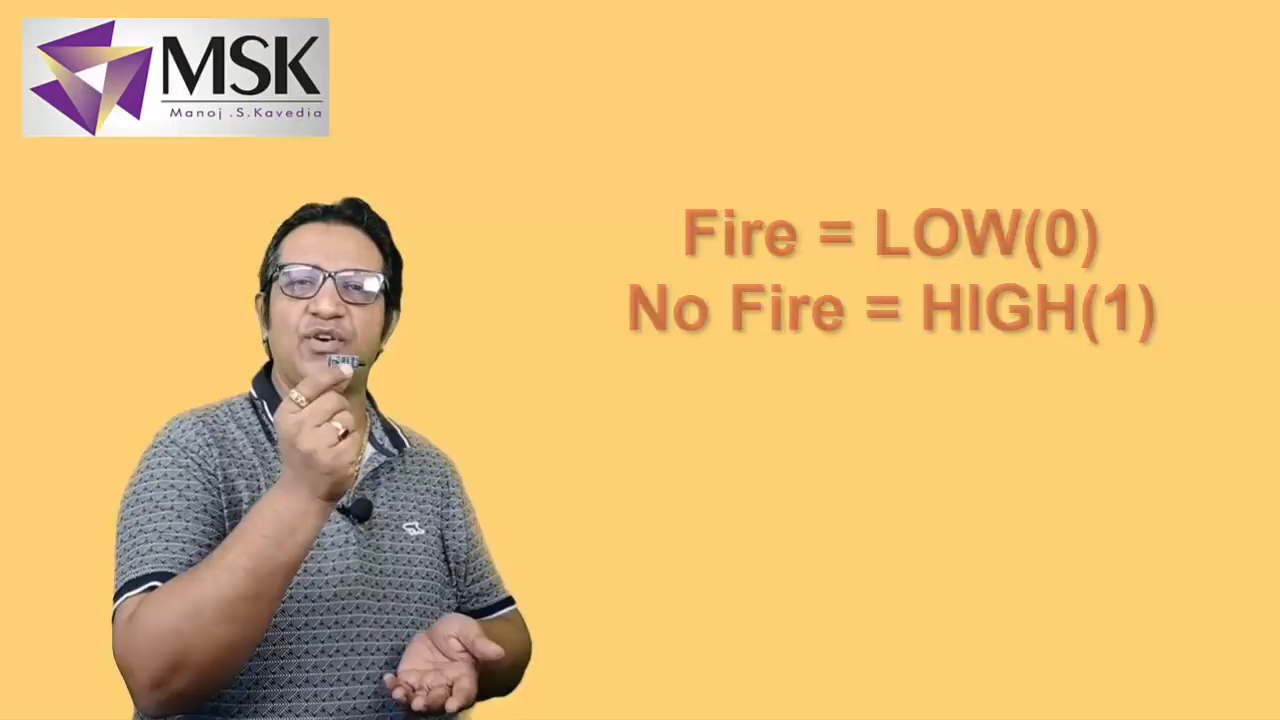 MSK
Manoj .S.Kavedia
Fire = LOW(0)
No Fire = HIGH(1)